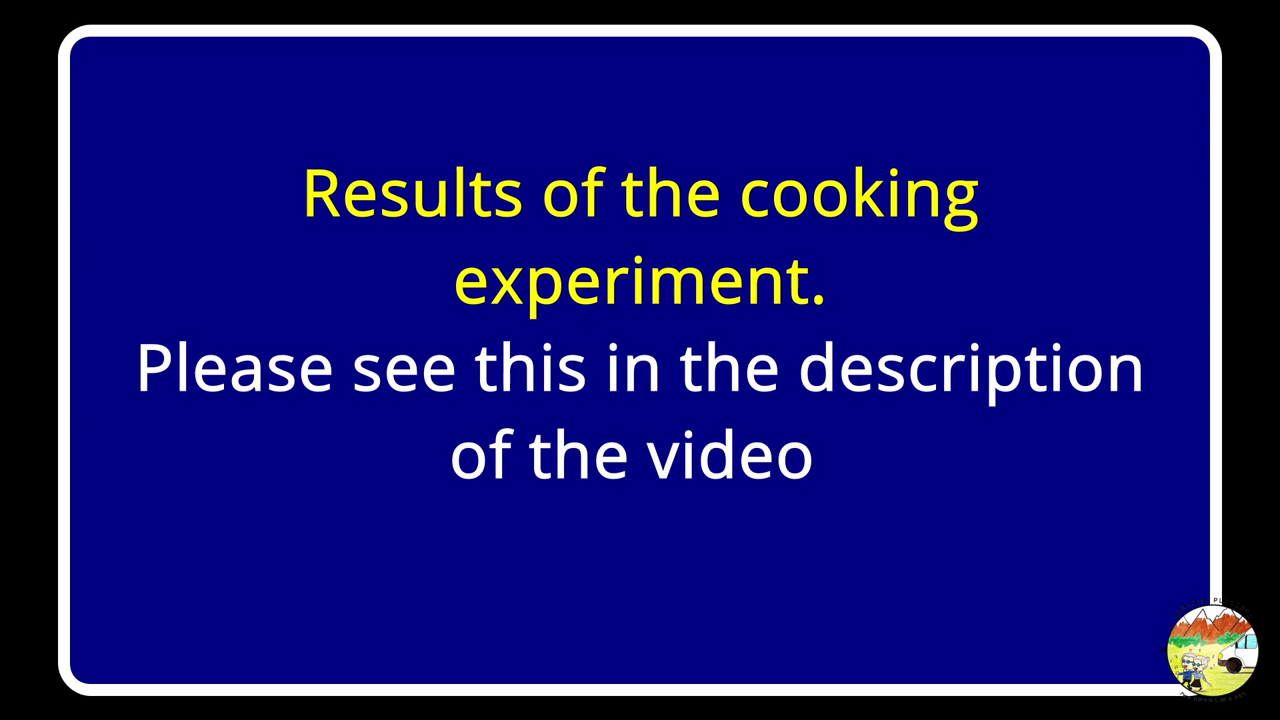 Results of the cooking
experiment.
Please see this in the description
of the video